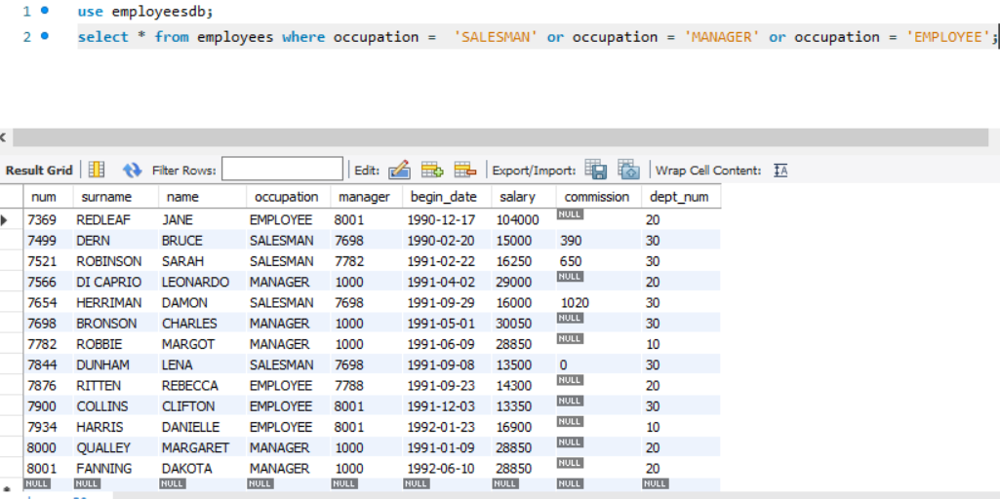 1 use employeesdb;
2 select * from employees where occupation = 'SALESMAN' or occupation = 'MANAGER' or occupation = 'EMPLOYEE';
Result Grid Filter Rows: Edit: Export/Import: Wrap Cell Content: IA
num surname name occupation manager begin_date salary commission dept_num
7369 REDLEAF JANE EMPLOYEE 8001 1990-12-17 104000 NULL 20
7499 DERN BRUCE SALESMAN 7698 1990-02-20 15000 390 30
7521 ROBINSON SARAH SALESMAN 7782 1991-02-22 16250 650 30
7566 DI CAPRIO LEONARDO MANAGER 1000 1991-04-02 29000 NULL 20
7654 HERRIMAN DAMON SALESMAN 7698 1991-09-29 16000 1020 30
7698 BRONSON CHARLES MANAGER 1000 1991-05-01 30050 NULL 30
7782 ROBBIE MARGOT MANAGER 1000 1991-06-09 28850 NULL 10
7844 DUNHAM LENA SALESMAN 7698 1991-09-08 13500 0 30
7876 RITTEN REBECCA EMPLOYEE 7788 1991-09-23 14300 NULL 20
7900 COLLINS CLIFTON EMPLOYEE 8001 1991-12-03 13350 NULL 30
7934 HARRIS DANIELLE EMPLOYEE 8001 1992-01-23 16900 NULL 10
8000 QUALLEY MARGARET MANAGER 1000 1991-01-09 28850 NULL 20
8001 FANNING DAKOTA MANAGER 1000 1992-06-10 28850 NULL 20
NULL NULL NULL NULL NULL NULL NULL NULL NULL